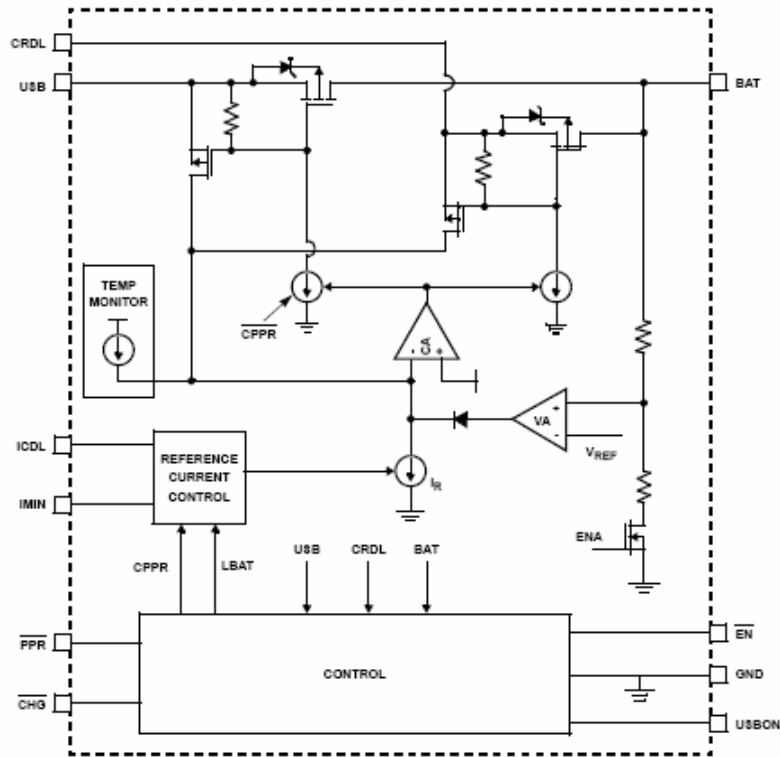 CRDL
USB
BAT
TEMP
MONITOR
CPPR
CA
-
+
VA
+
-
VREF
ICDL
REFERENCE
CURRENT
CONTROL
IR
IMIN
ENA
CPPR
LBAT
USB
CRDL
BAT
PPR
CONTROL
EN
GND
CHG
USBON